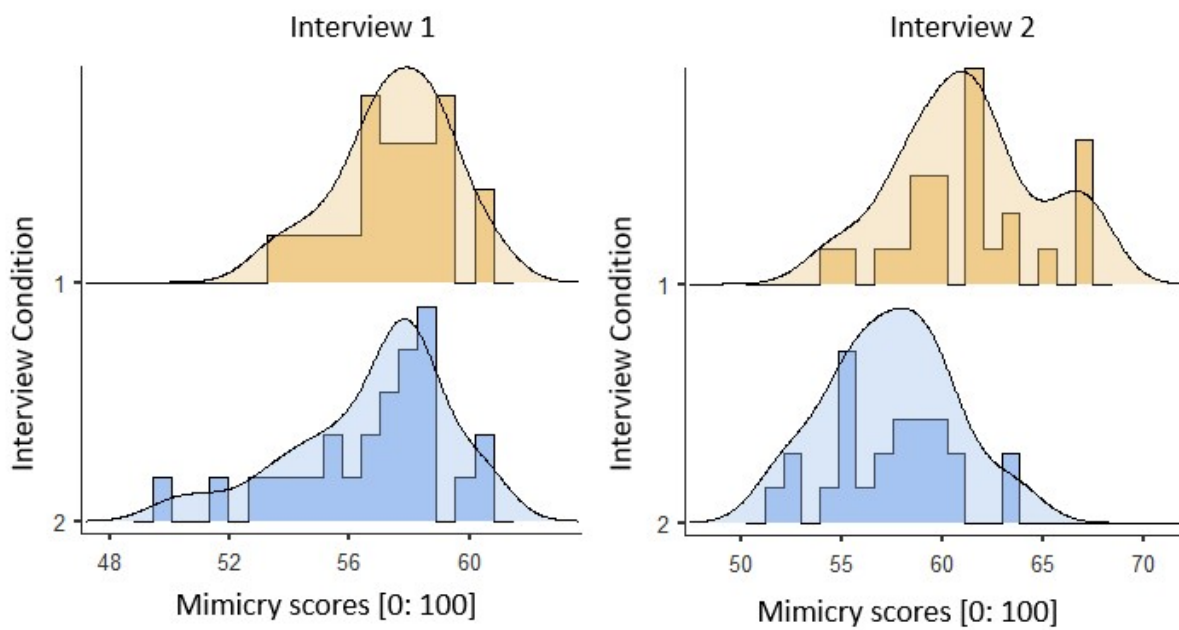 Interview 1
Interview Condition
1
2
48 52 56 60
Mimicry scores [0: 100]
Interview 2
Interview Condition
1
2
50 55 60 65 70
Mimicry scores [0: 100]